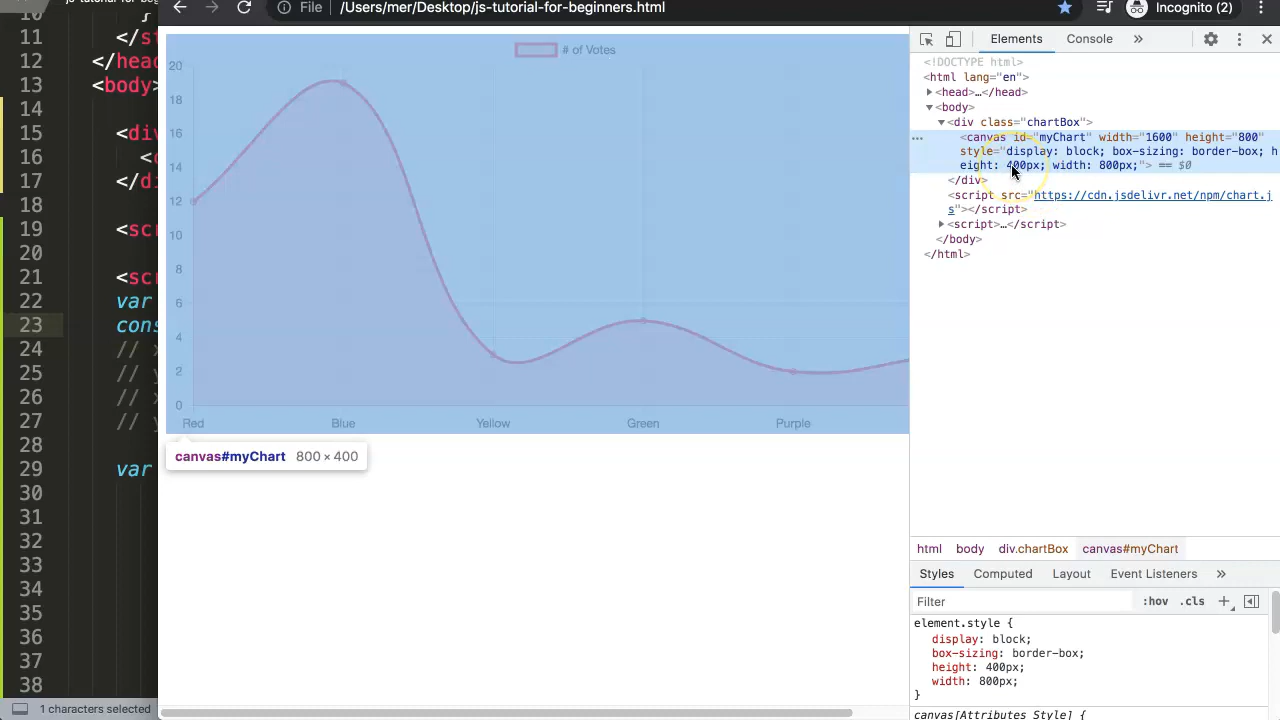 js-tutorial-for-beg
File | /Users/mer/Desktop/js-tutorial-for-beginners.html
Incognito (2)
10 }
11 </st
12 </head
13 <body>
14
15 <div
16 <c
17 </di
18
19 <scr
20
21 <scr
22 var
23 cons
24 // x
25 // y
26 // x
27 // y
28
29 var
30
31
32
33
34
35
36
37
38
1 characters selected
# of Votes
20
18
16
14
12
10
8
6
4
2
0
Red Blue Yellow Green Purple
canvas#myChart 800 × 400
Elements Console »
<!DOCTYPE html>
<html lang="en">
<head>…</head>
<body>
<div class="chartBox">
<canvas id="myChart" width="1600" height="800"
style="display: block; box-sizing: border-box; h
eight: 400px; width: 800px;"> == $0
</div>
<script src="https://cdn.jsdelivr.net/npm/chart.j
s"></script>
<script>…</script>
</body>
</html>
html body div.chartBox canvas#myChart
Styles Computed Layout Event Listeners »
Filter :hov .cls +
element.style {
display: block;
box-sizing: border-box;
height: 400px;
width: 800px;
}
canvas[Attributes Style] {